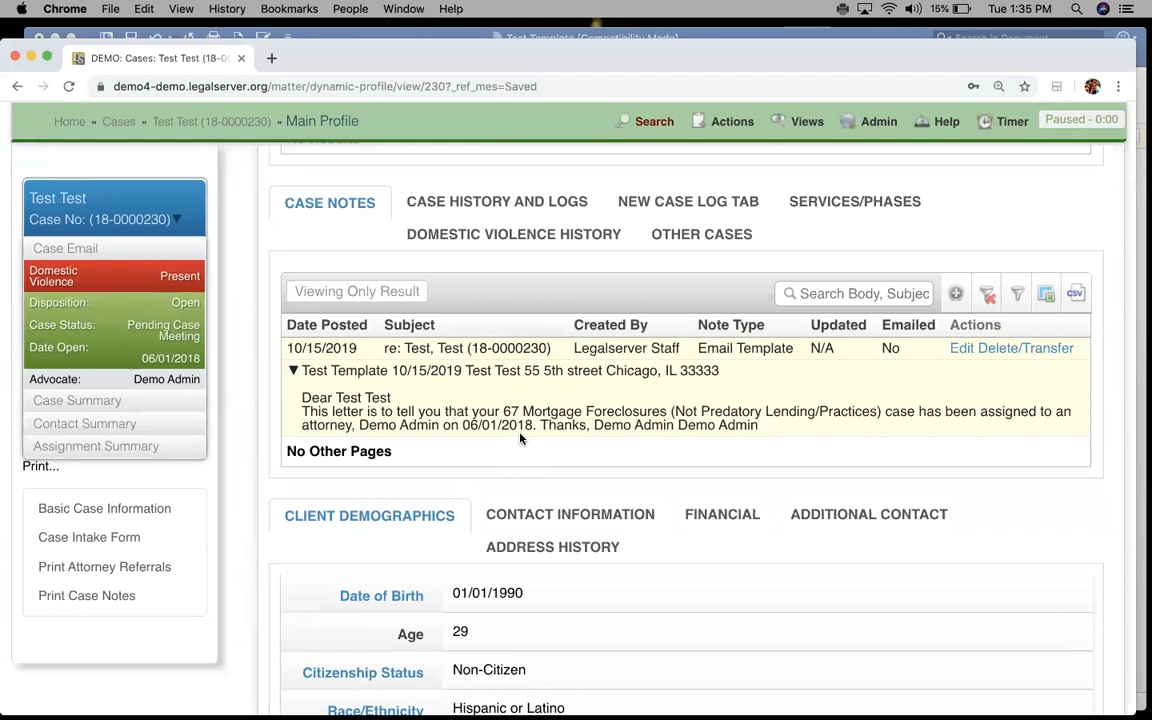 Chrome File Edit View History Bookmarks People Window Help 15% Tue 1:35 PM
Test Template [Compatibility Mode] Search in Document
DEMO: Cases: Test Test (18-00
demo4-demo.legalserver.org/matter/dynamic-profile/view/230?_ref_mes=Saved
Home » Cases » Test Test (18-0000230) » Main Profile Search Actions Views Admin Help Timer Paused - 0:00
Test Test
Case No: (18-0000230)
Case Email
Domestic Violence Present
Disposition: Open
Case Status: Pending Case Meeting
Date Open: 06/01/2018
Advocate: Demo Admin
Case Summary
Contact Summary
Assignment Summary
Print...
Basic Case Information
Case Intake Form
Print Attorney Referrals
Print Case Notes
CASE NOTES CASE HISTORY AND LOGS NEW CASE LOG TAB SERVICES/PHASES
DOMESTIC VIOLENCE HISTORY OTHER CASES
Viewing Only Result Search Body, Subjec CSV
Date Posted Subject Created By Note Type Updated Emailed Actions
10/15/2019 re: Test, Test (18-0000230) Legalserver Staff Email Template N/A No Edit Delete/Transfer
Test Template 10/15/2019 Test Test 55 5th street Chicago, IL 33333
Dear Test Test
This letter is to tell you that your 67 Mortgage Foreclosures (Not Predatory Lending/Practices) case has been assigned to an
attorney, Demo Admin on 06/01/2018. Thanks, Demo Admin Demo Admin
No Other Pages
CLIENT DEMOGRAPHICS CONTACT INFORMATION FINANCIAL ADDITIONAL CONTACT
ADDRESS HISTORY
Date of Birth 01/01/1990
Age 29
Citizenship Status Non-Citizen
Race/Ethnicity Hispanic or Latino